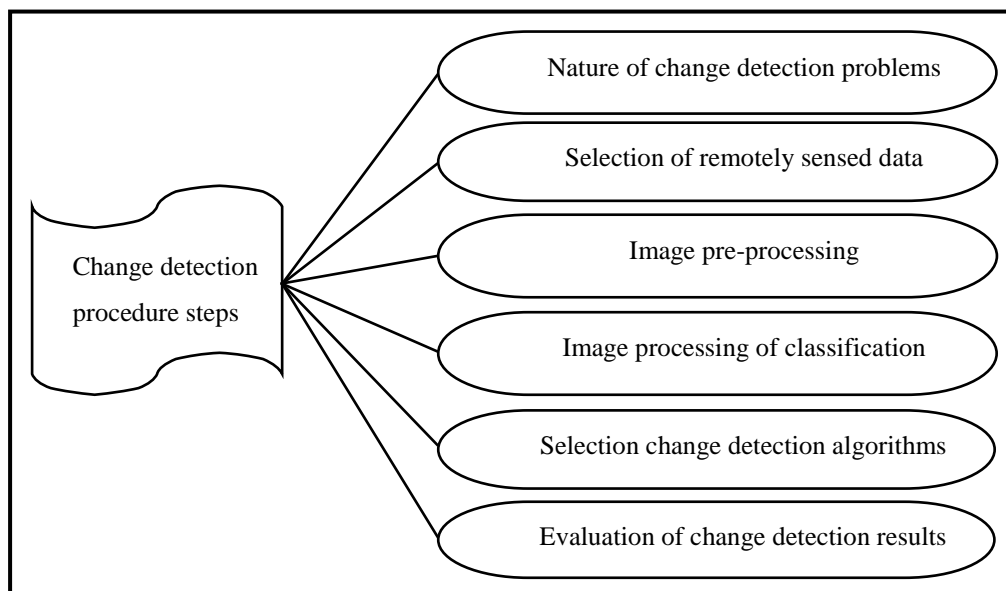 Change detection
procedure steps
Nature of change detection problems
Selection of remotely sensed data
Image pre-processing
Image processing of classification
Selection change detection algorithms
Evaluation of change detection results